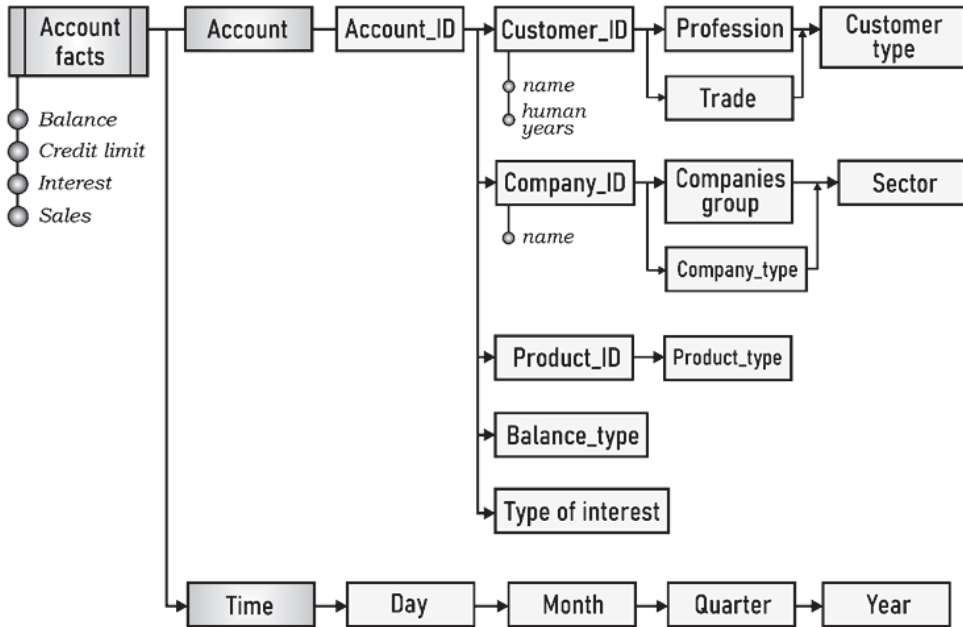 Account
facts
Balance
Credit limit
Interest
Sales
Account
Account_ID
Customer_ID
name
human
years
Profession
Trade
Customer
type
Company_ID
name
Companies
group
Company_type
Sector
Product_ID
Product_type
Balance_type
Type of interest
Time
Day
Month
Quarter
Year